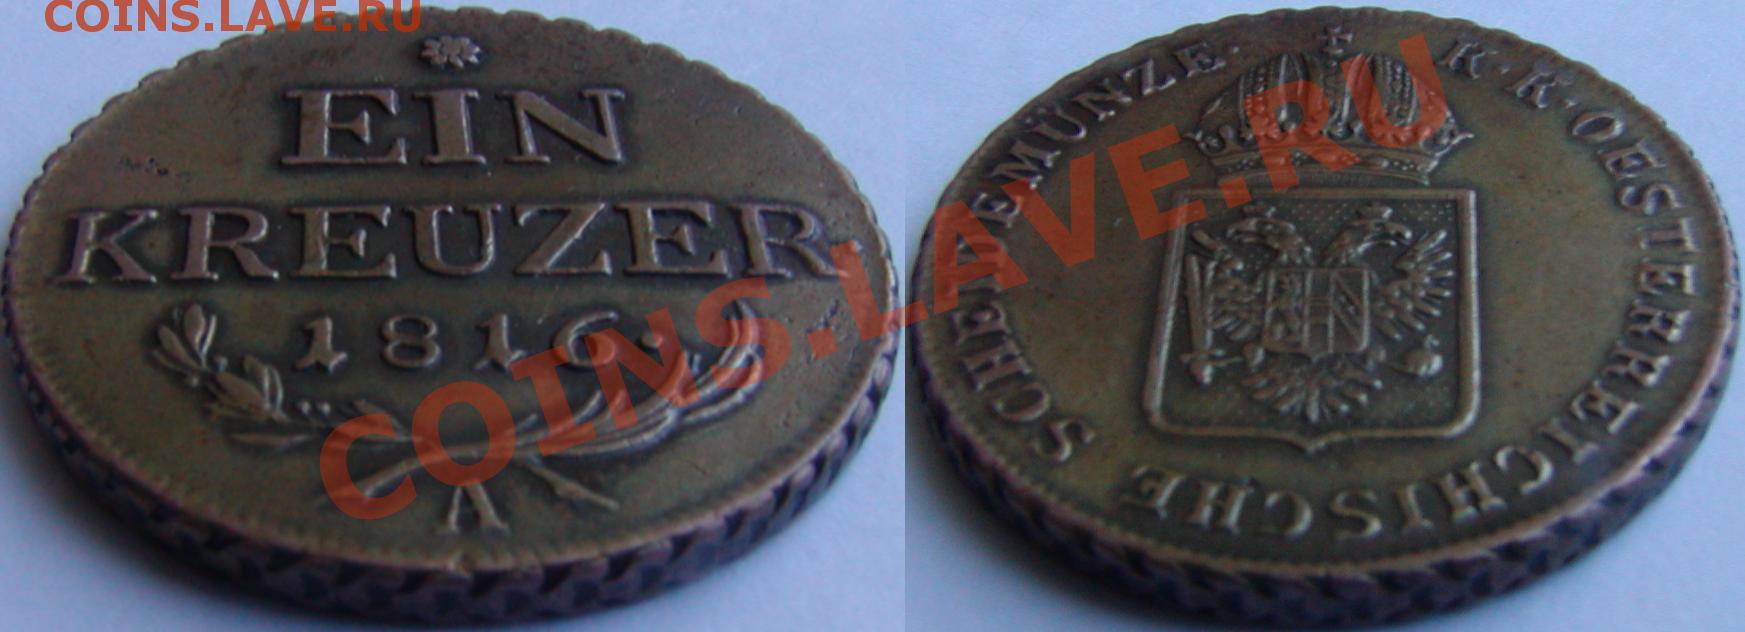 COINS.LAVE.RU
EIN
KREUZER
1816.
A
K·K·OESTERREICHISCHE SCHEIDEMÜNZE·
COINS.LAVE.RU